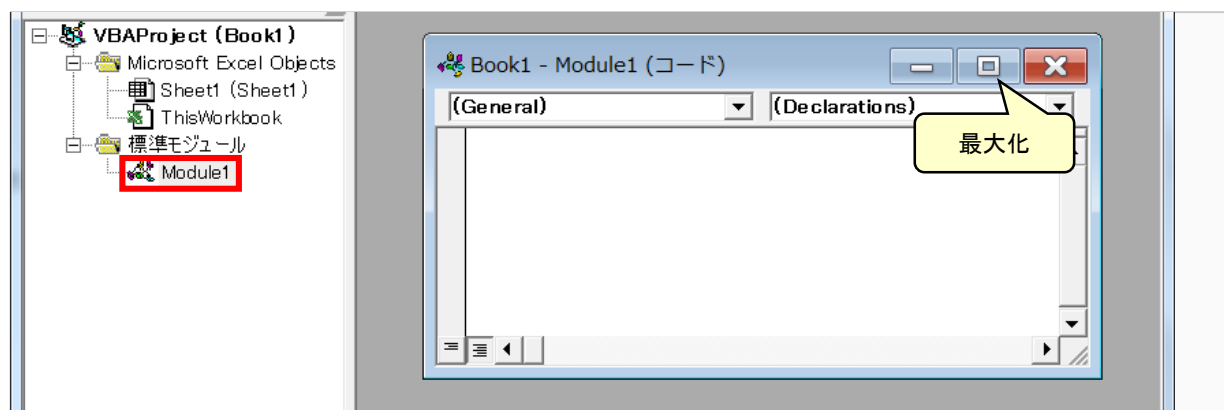 VBAProject (Book1)
Microsoft Excel Objects
Sheet1 (Sheet1)
ThisWorkbook
標準モジュール
Module1
Book1 - Module1 (コード)
(General)
(Declarations)
最大化